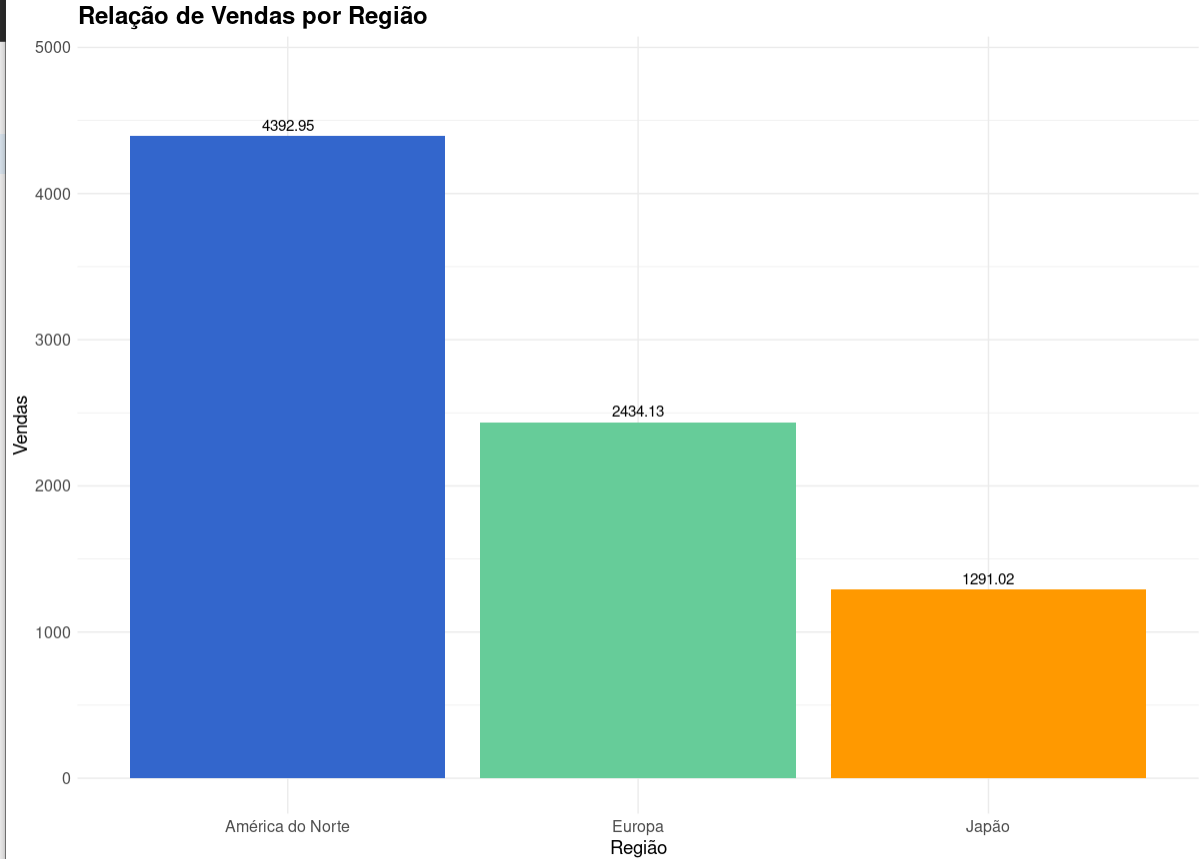 Relação de Vendas por Região
5000
4392.95
4000
3000
Vendas
2434.13
2000
1291.02
1000
0
América do Norte
Europa
Japão
Região